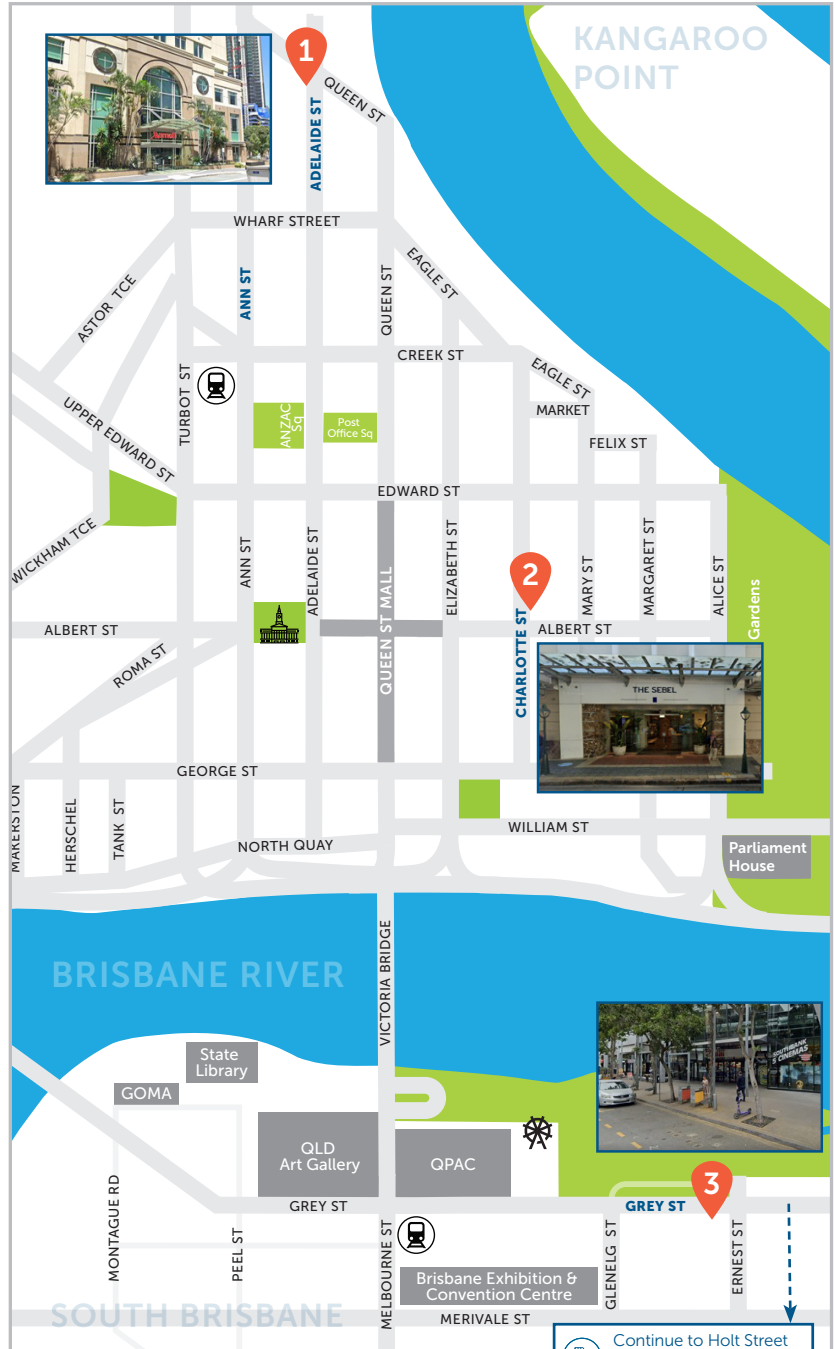 KANGAROO
POINT
1
QUEEN ST
ADELAIDE ST
Marriott
WHARF STREET
ANN ST
QUEEN ST
EAGLE ST
ASTOR TCE
CREEK ST
EAGLE ST
TURBOT ST
MARKET
ANZAC
Sq
Post
Office Sq
UPPER EDWARD ST
FELIX ST
EDWARD ST
WICKHAM TCE
ANN ST
ADELAIDE ST
ELIZABETH ST
2
MARY ST
MARGARET ST
ALICE ST
Gardens
ALBERT ST
QUEEN ST MALL
CHARLOTTE ST
ALBERT ST
ROMA ST
THE SEBEL
GEORGE ST
MAKERSTON
HERSCHEL
TANK ST
WILLIAM ST
NORTH QUAY
Parliament
House
BRISBANE RIVER
VICTORIA BRIDGE
State
Library
SOUTHBANK
5 CINEMAS
GOMA
QLD
Art Gallery
QPAC
3
GREY ST
GREY ST
MONTAGUE RD
PEEL ST
MELBOURNE ST
GLENELG ST
ERNEST ST
Brisbane Exhibition &
Convention Centre
SOUTH BRISBANE
MERIVALE ST
Continue to Holt Street